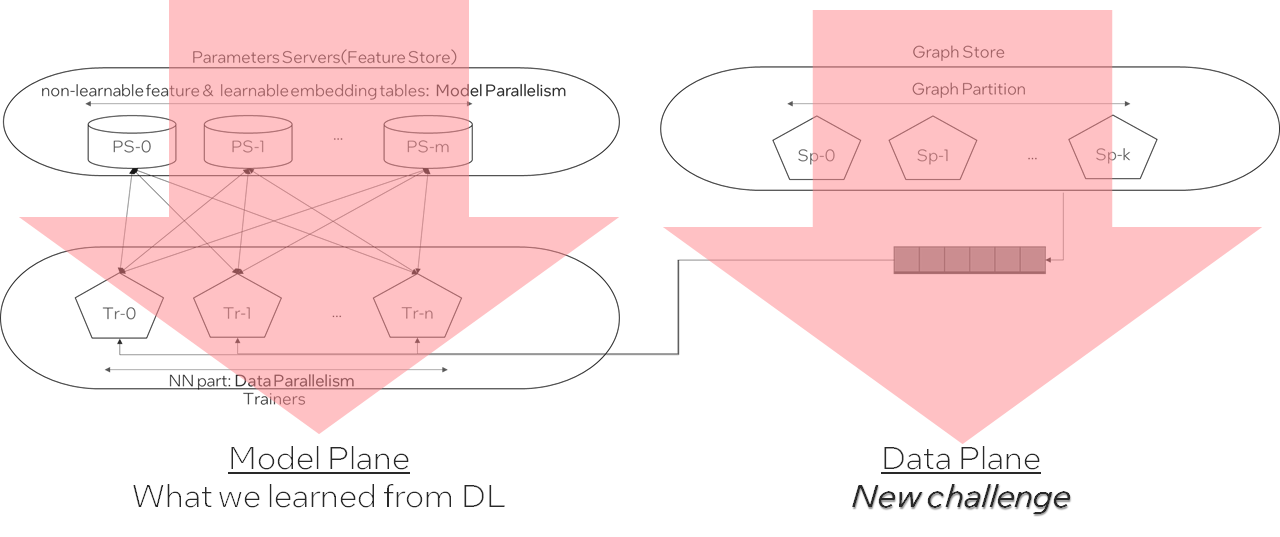 Parameters Servers(Feature Store)
non-learnable feature & learnable embedding tables: Model Parallelism
PS-0
PS-1
...
PS-m
Tr-0
Tr-1
...
Tr-n
NN part: Data Parallelism
Trainers
Model Plane
What we learned from DL
Graph Store
Graph Partition
Sp-0
Sp-1
...
Sp-k
Data Plane
New challenge